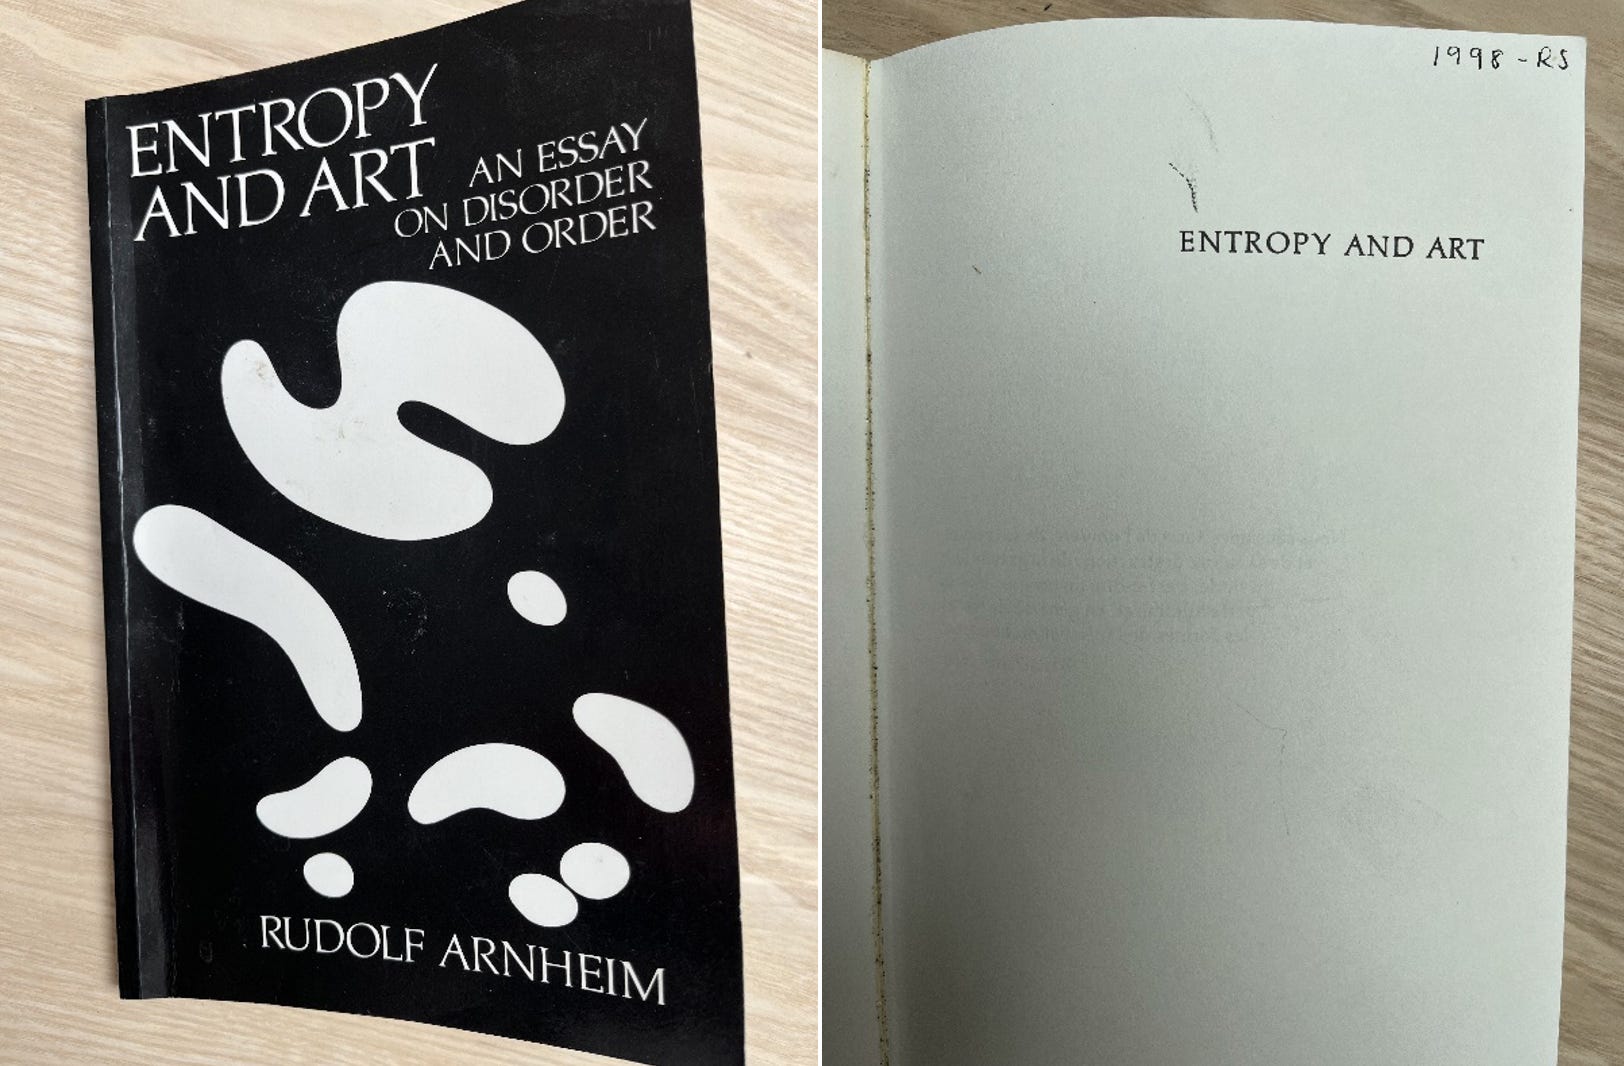 ENTROPY
AND ART
AN ESSAY
ON DISORDER
AND ORDER
RUDOLF ARNHEIM
1998 - RS
ENTROPY AND ART